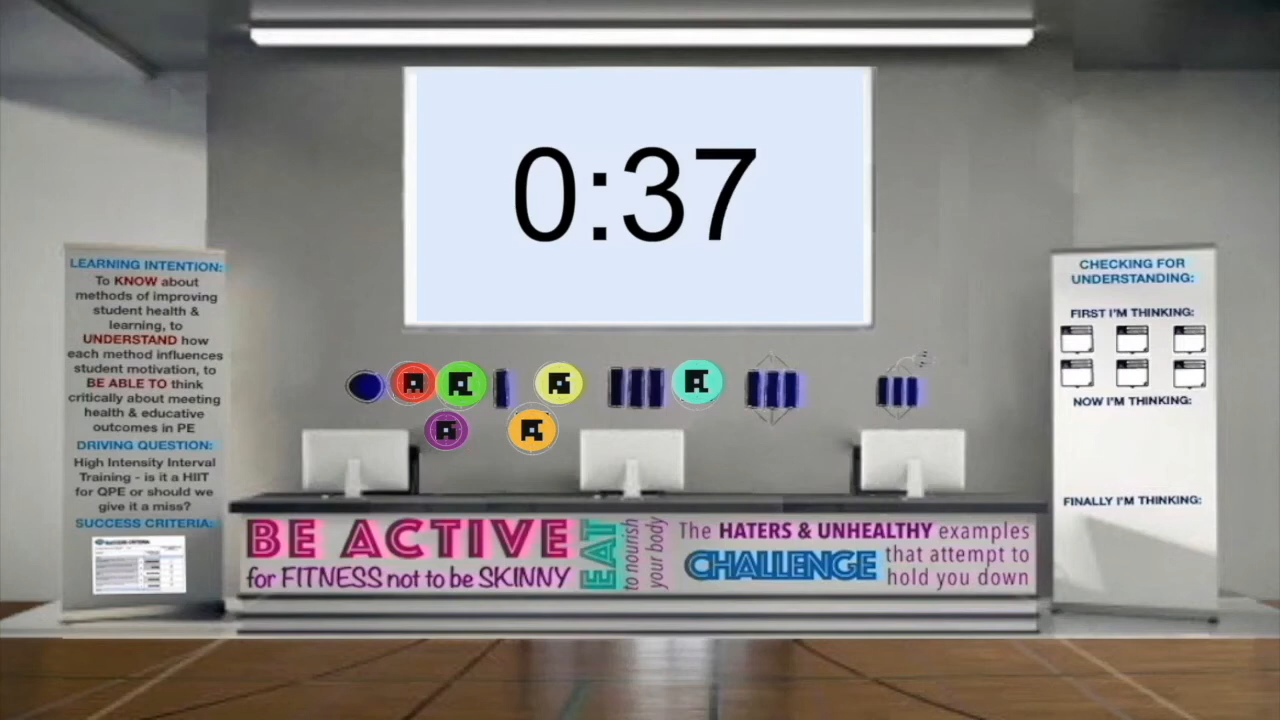 0:37
LEARNING INTENTION:
To KNOW about
methods of improving
student health &
learning, to
UNDERSTAND how
each method influences
student motivation, to
BE ABLE TO think
critically about meeting
health & educative
outcomes in PE
DRIVING QUESTION:
High Intensity Interval
Training - is it a HIIT
for QPE or should we
give it a miss?
SUCCESS CRITERIA:
BE ACTIVE
for FITNESS not to be SKINNY
EAT
to nourish
your body
The HATERS & UNHEALTHY examples
CHALLENGE
that attempt to
hold you down
CHECKING FOR
UNDERSTANDING:
FIRST I'M THINKING:
NOW I'M THINKING:
FINALLY I'M THINKING: